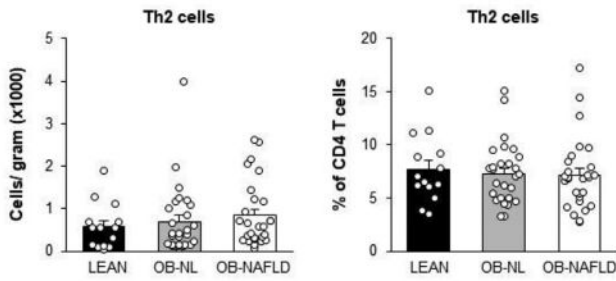 Th2 cells
Cells/ gram (x1000)
5
4
3
2
1
0
LEAN OB-NL OB-NAFLD
Th2 cells
% of CD4 T cells
20
15
10
5
0
LEAN OB-NL OB-NAFLD